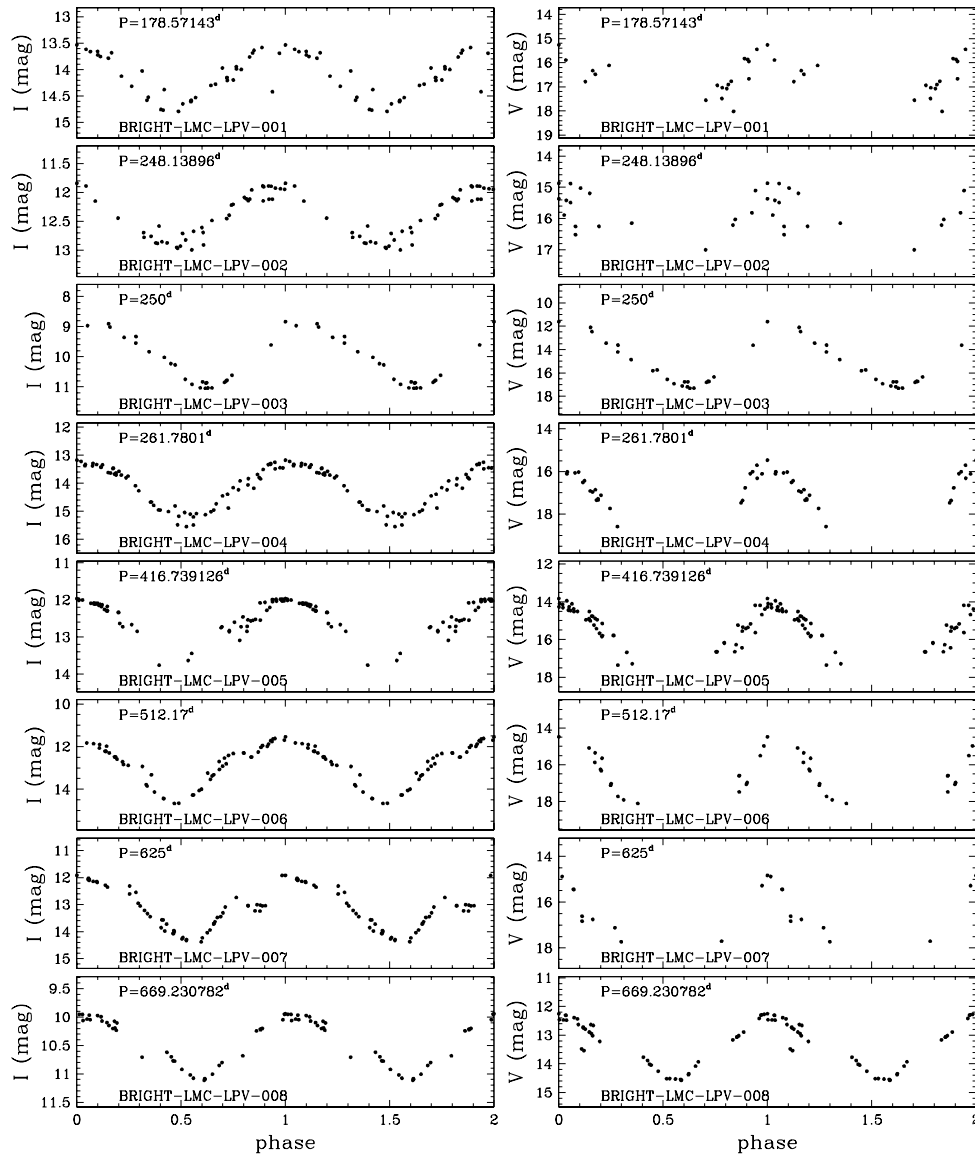 13
13.5
14
14.5
15
I (mag)
P=178.57143d
BRIGHT-LMC-LPV-001
14
15
16
17
18
19
V (mag)
P=178.57143d
BRIGHT-LMC-LPV-001
11.5
12
12.5
13
I (mag)
P=248.13896d
BRIGHT-LMC-LPV-002
14
15
16
17
V (mag)
P=248.13896d
BRIGHT-LMC-LPV-002
8
9
10
11
I (mag)
P=250d
BRIGHT-LMC-LPV-003
10
12
14
16
18
V (mag)
P=250d
BRIGHT-LMC-LPV-003
12
13
14
15
16
I (mag)
P=261.7801d
BRIGHT-LMC-LPV-004
14
16
18
V (mag)
P=261.7801d
BRIGHT-LMC-LPV-004
11
12
13
14
I (mag)
P=416.739126d
BRIGHT-LMC-LPV-005
12
14
16
18
V (mag)
P=416.739126d
BRIGHT-LMC-LPV-005
10
12
14
I (mag)
P=512.17d
BRIGHT-LMC-LPV-006
14
16
18
V (mag)
P=512.17d
BRIGHT-LMC-LPV-006
11
12
13
14
15
I (mag)
P=625d
BRIGHT-LMC-LPV-007
14
16
18
V (mag)
P=625d
BRIGHT-LMC-LPV-007
9.5
10
10.5
11
11.5
I (mag)
P=669.230782d
BRIGHT-LMC-LPV-008
11
12
13
14
15
V (mag)
P=669.230782d
BRIGHT-LMC-LPV-008
0 0.5 1 1.5 2
phase
0 0.5 1 1.5 2
phase